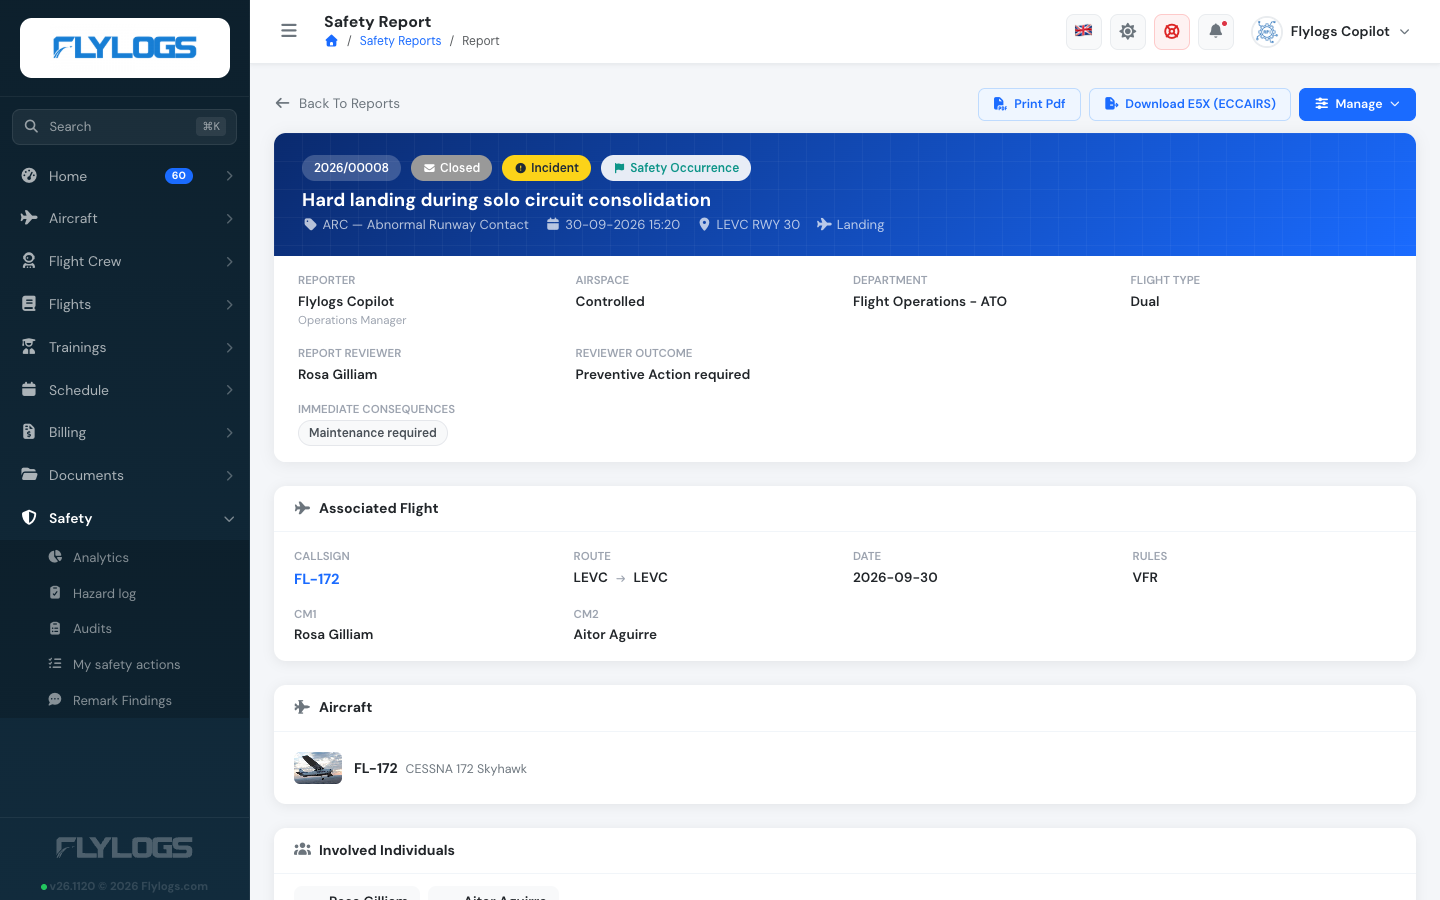 FLYLOGS
Search ⌘K
Home 60
Aircraft
Flight Crew
Flights
Trainings
Schedule
Billing
Documents
Safety
Analytics
Hazard log
Audits
My safety actions
Remark Findings
FLYLOGS
v26.1120 © 2026 Flylogs.com
Safety Report
/ Safety Reports / Report
Flylogs Copilot
Back To Reports
Print Pdf
Download E5X (ECCAIRS)
Manage
2026/00008 Closed Incident Safety Occurrence
Hard landing during solo circuit consolidation
ARC — Abnormal Runway Contact 30-09-2026 15:20 LEVC RWY 30 Landing
REPORTER AIRSPACE DEPARTMENT FLIGHT TYPE
Flylogs Copilot Controlled Flight Operations - ATO Dual
Operations Manager
REPORT REVIEWER REVIEWER OUTCOME
Rosa Gilliam Preventive Action required
IMMEDIATE CONSEQUENCES
Maintenance required
Associated Flight
CALLSIGN ROUTE DATE RULES
FL-172 LEVC → LEVC 2026-09-30 VFR
CM1 CM2
Rosa Gilliam Aitor Aguirre
Aircraft
FL-172 CESSNA 172 Skyhawk
Involved Individuals
Rosa Gilliam Aitor Aguirre